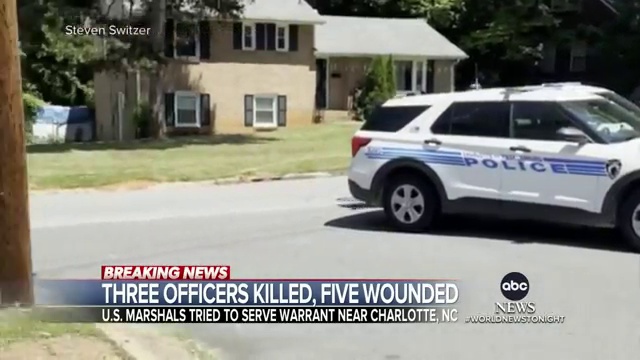 Steven Switzer
POLICE
BREAKING NEWS
THREE OFFICERS KILLED, FIVE WOUNDED
U.S. MARSHALS TRIED TO SERVE WARRANT NEAR CHARLOTTE, NC
abc
NEWS
#WORLDNEWSTONIGHT